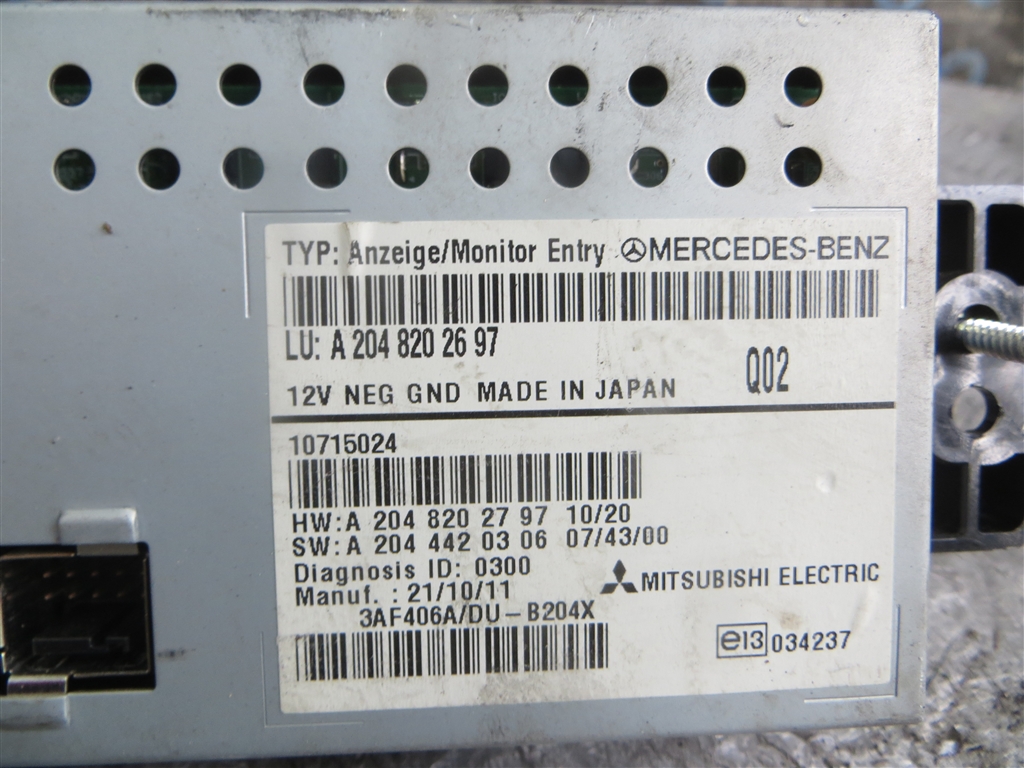 TYP: Anzeige/Monitor Entry MERCEDES-BENZ
LU: A 204 820 26 97
12V NEG GND MADE IN JAPAN Q02
10715024
HW:A 204 820 27 97 10/20
SW:A 204 442 03 06 07/43/00
Diagnosis ID: 0300
Manuf. : 21/10/11
MITSUBISHI ELECTRIC
3AF406A/DU-B204X
e13 034237